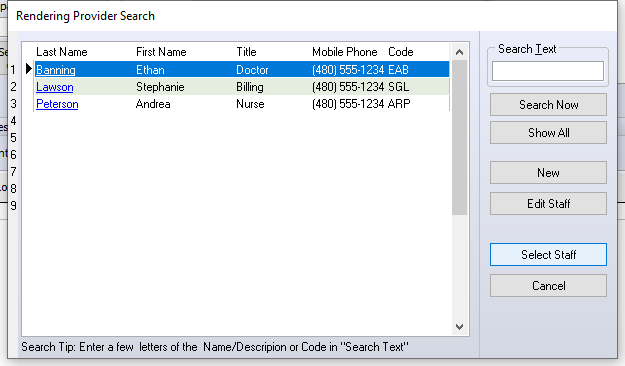 Rendering Provider Search
Last Name First Name Title Mobile Phone Code
1 Banning Ethan Doctor (480) 555-1234 EAB
2 Lawson Stephanie Billing (480) 555-1234 SGL
3 Peterson Andrea Nurse (480) 555-1234 ARP
4
5
6
7
8
9
Search Text
Search Now
Show All
New
Edit Staff
Select Staff
Cancel
Search Tip: Enter a few letters of the Name/Descripion or Code in "Search Text"